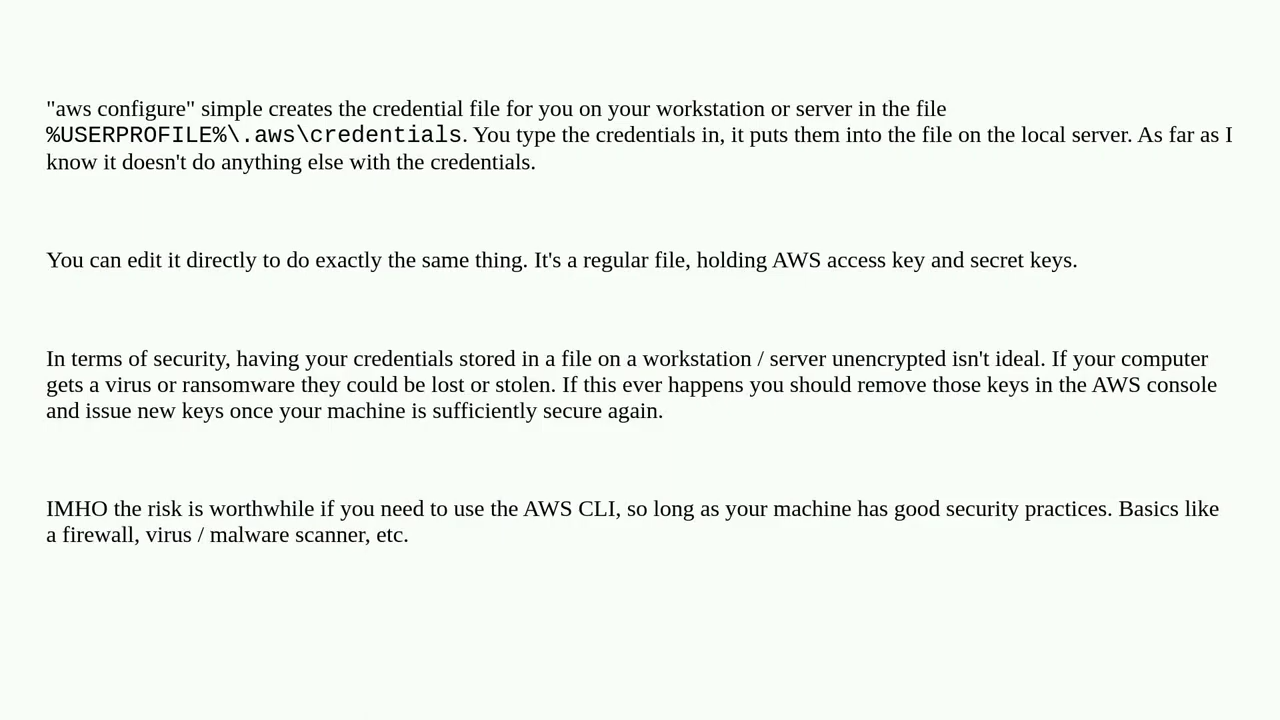 "aws configure" simple creates the credential file for you on your workstation or server in the file
%USERPROFILE%\.aws\credentials. You type the credentials in, it puts them into the file on the local server. As far as I
know it doesn't do anything else with the credentials.
You can edit it directly to do exactly the same thing. It's a regular file, holding AWS access key and secret keys.
In terms of security, having your credentials stored in a file on a workstation / server unencrypted isn't ideal. If your computer
gets a virus or ransomware they could be lost or stolen. If this ever happens you should remove those keys in the AWS console
and issue new keys once your machine is sufficiently secure again.
IMHO the risk is worthwhile if you need to use the AWS CLI, so long as your machine has good security practices. Basics like
a firewall, virus / malware scanner, etc.